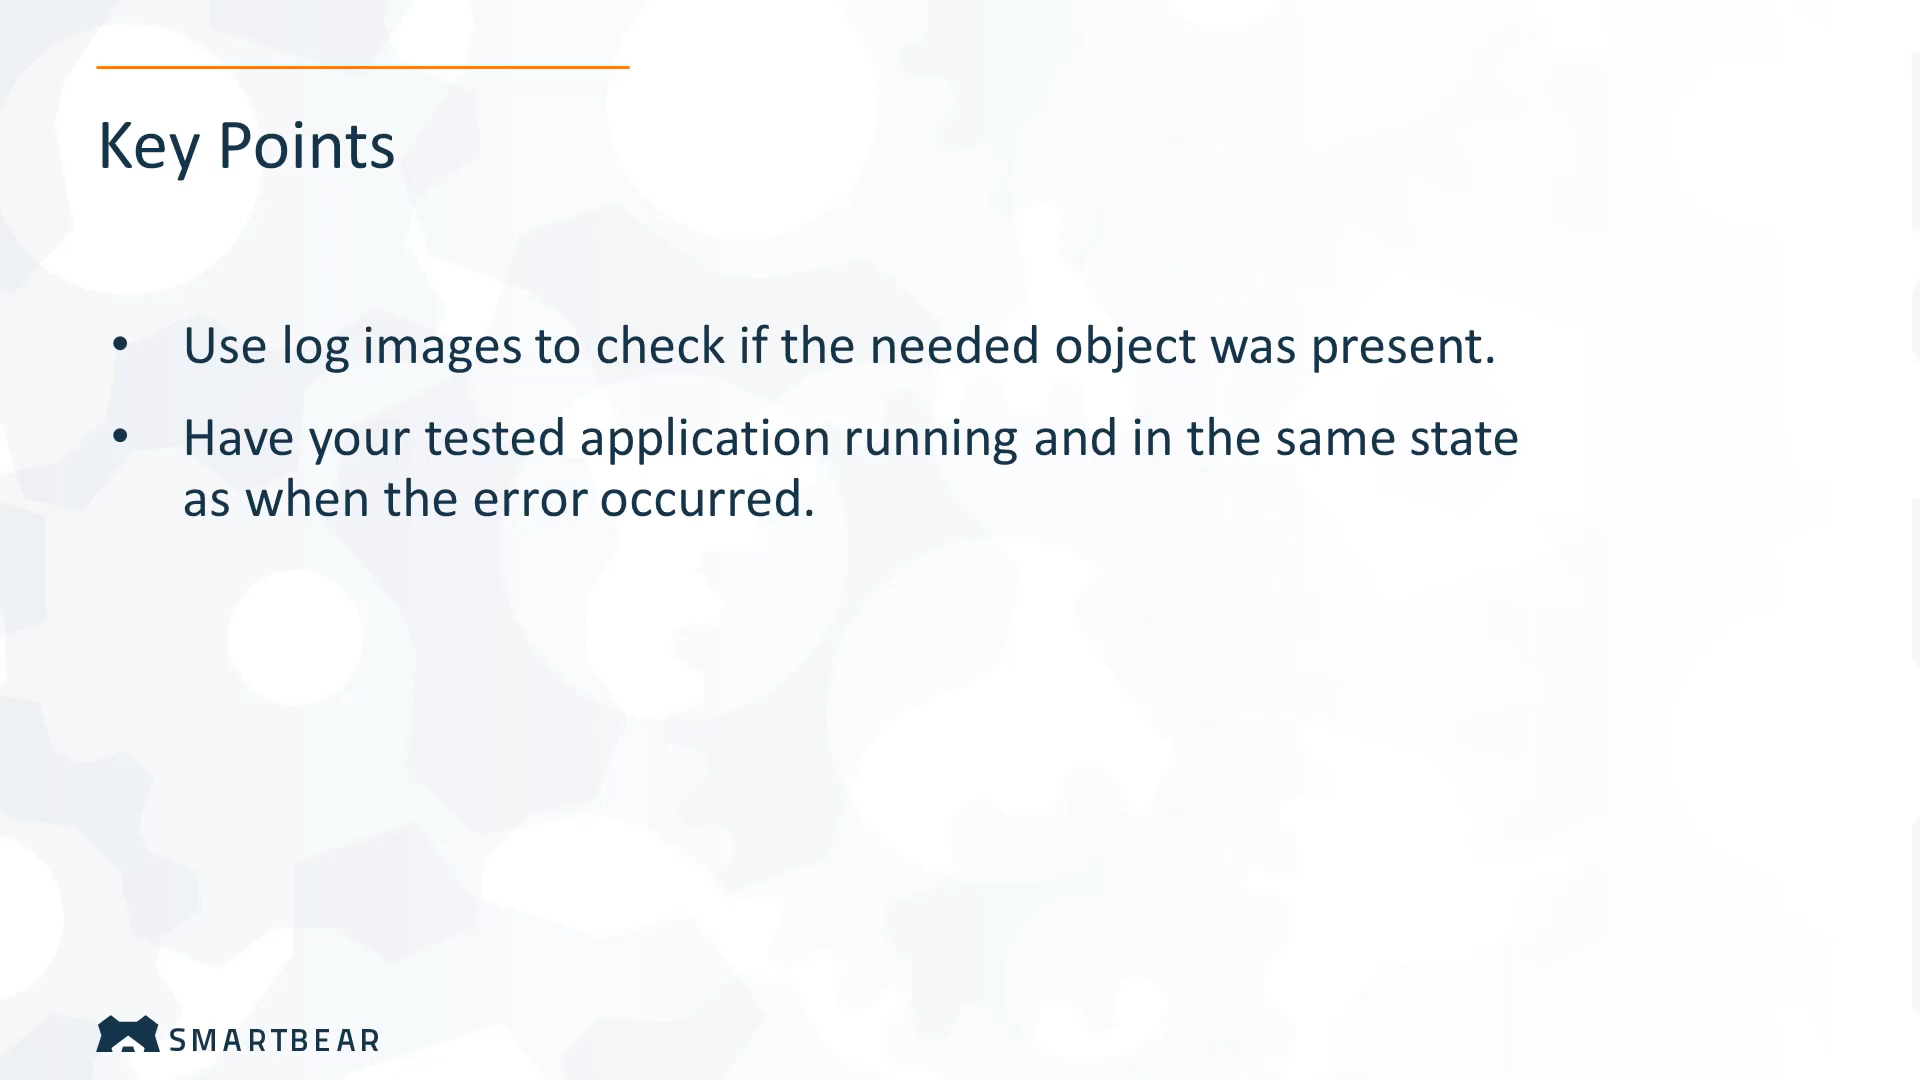 Key Points
• Use log images to check if the needed object was present.
• Have your tested application running and in the same state
as when the error occurred.
SMARTBEAR